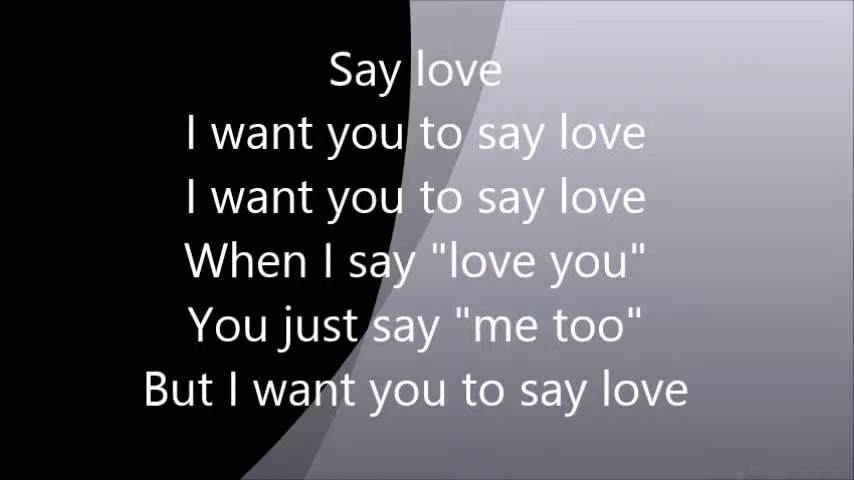 Say love
I want you to say love
I want you to say love
When I say "love you"
You just say "me too"
But I want you to say love